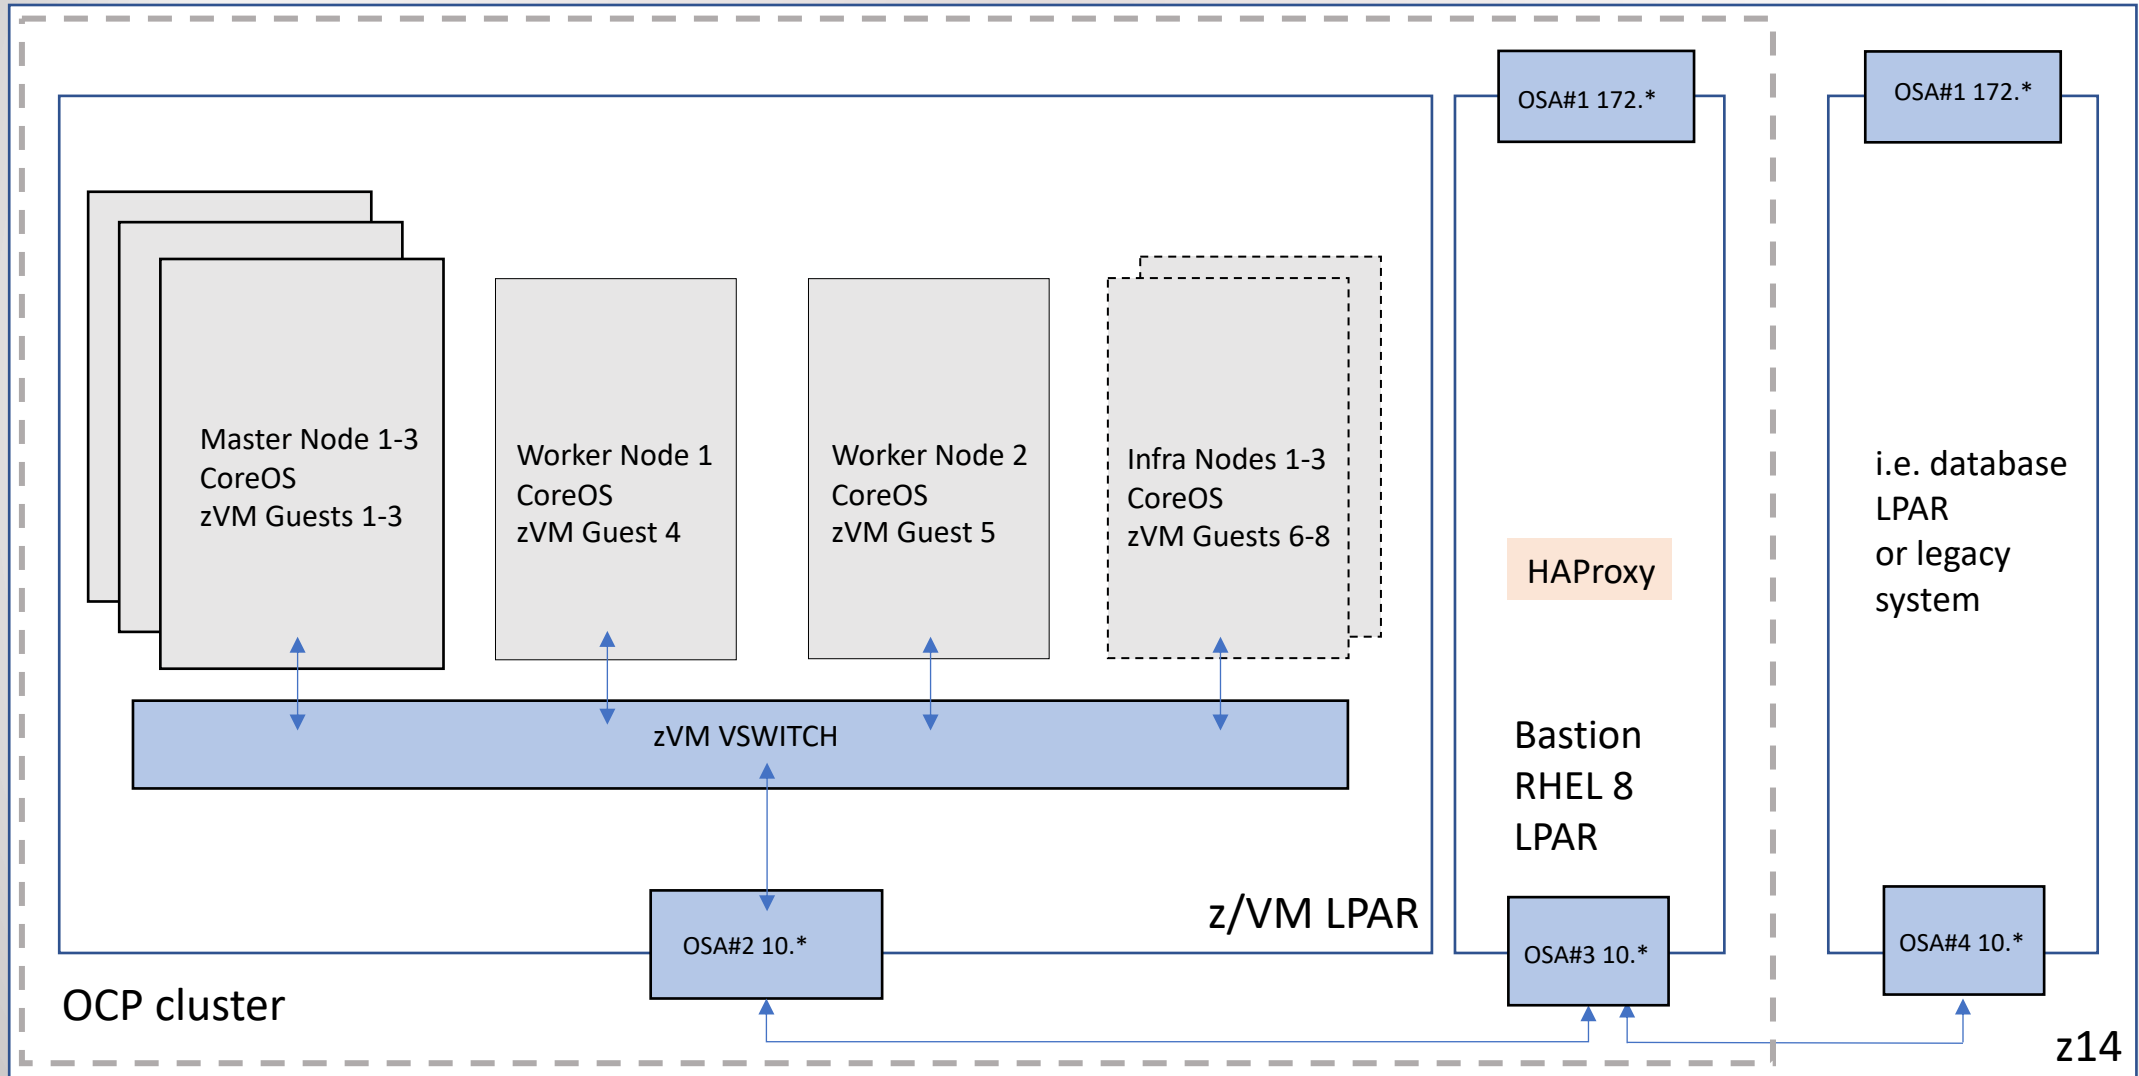 OSA#1 172.*
OSA#1 172.*
Master Node 1-3
CoreOS
zVM Guests 1-3
Worker Node 1
CoreOS
zVM Guest 4
Worker Node 2
CoreOS
zVM Guest 5
Infra Nodes 1-3
CoreOS
zVM Guests 6-8
HAProxy
i.e. database
LPAR
or legacy
system
zVM VSWITCH
Bastion
RHEL 8
LPAR
z/VM LPAR
OSA#2 10.*
OSA#3 10.*
OSA#4 10.*
OCP cluster
z14